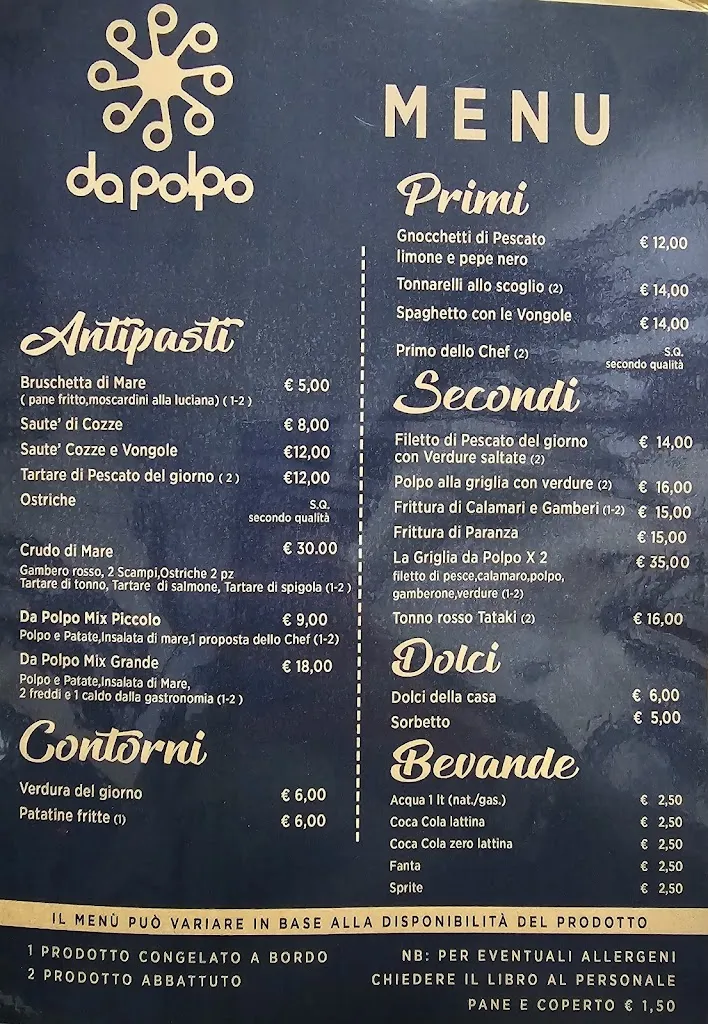 da polpo
MENU
Antipasti
Bruschetta di Mare € 5,00
( pane fritto,moscardini alla luciana) ( 1-2 )
Saute' di Cozze € 8,00
Saute' Cozze e Vongole €12,00
Tartare di Pescato del giorno ( 2 ) €12,00
Ostriche S.Q.
secondo qualità
Crudo di Mare € 30.00
Gambero rosso, 2 Scampi,Ostriche 2 pz
Tartare di tonno, Tartare di salmone, Tartare di spigola (1-2 )
Da Polpo Mix Piccolo € 9,00
Polpo e Patate,Insalata di mare,1 proposta dello Chef (1-2)
Da Polpo Mix Grande € 18,00
Polpo e Patate,Insalata di Mare,
2 freddi e 1 caldo dalla gastronomia (1-2 )
Contorni
Verdura del giorno € 6,00
Patatine fritte (1) € 6,00
Primi
Gnocchetti di Pescato € 12,00
limone e pepe nero
Tonnarelli allo scoglio (2) € 14,00
Spaghetto con le Vongole € 14,00
Primo dello Chef (2) S.Q.
secondo qualità
Secondi
Filetto di Pescato del giorno € 14,00
con Verdure saltate (2)
Polpo alla griglia con verdure (2) € 16,00
Frittura di Calamari e Gamberi (1-2) € 15,00
Frittura di Paranza € 15,00
La Griglia da Polpo X 2 € 35,00
filetto di pesce,calamaro,polpo,
gamberone,verdure (1-2)
Tonno rosso Tataki (2) € 16,00
Dolci
Dolci della casa € 6,00
Sorbetto € 5,00
Bevande
Acqua 1 lt (nat./gas.) € 2,50
Coca Cola lattina € 2,50
Coca Cola zero lattina € 2,50
Fanta € 2,50
Sprite € 2,50
IL MENÙ PUÒ VARIARE IN BASE ALLA DISPONIBILITÀ DEL PRODOTTO
1 PRODOTTO CONGELATO A BORDO
2 PRODOTTO ABBATTUTO
NB: PER EVENTUALI ALLERGENI
CHIEDERE IL LIBRO AL PERSONALE
PANE E COPERTO € 1,50